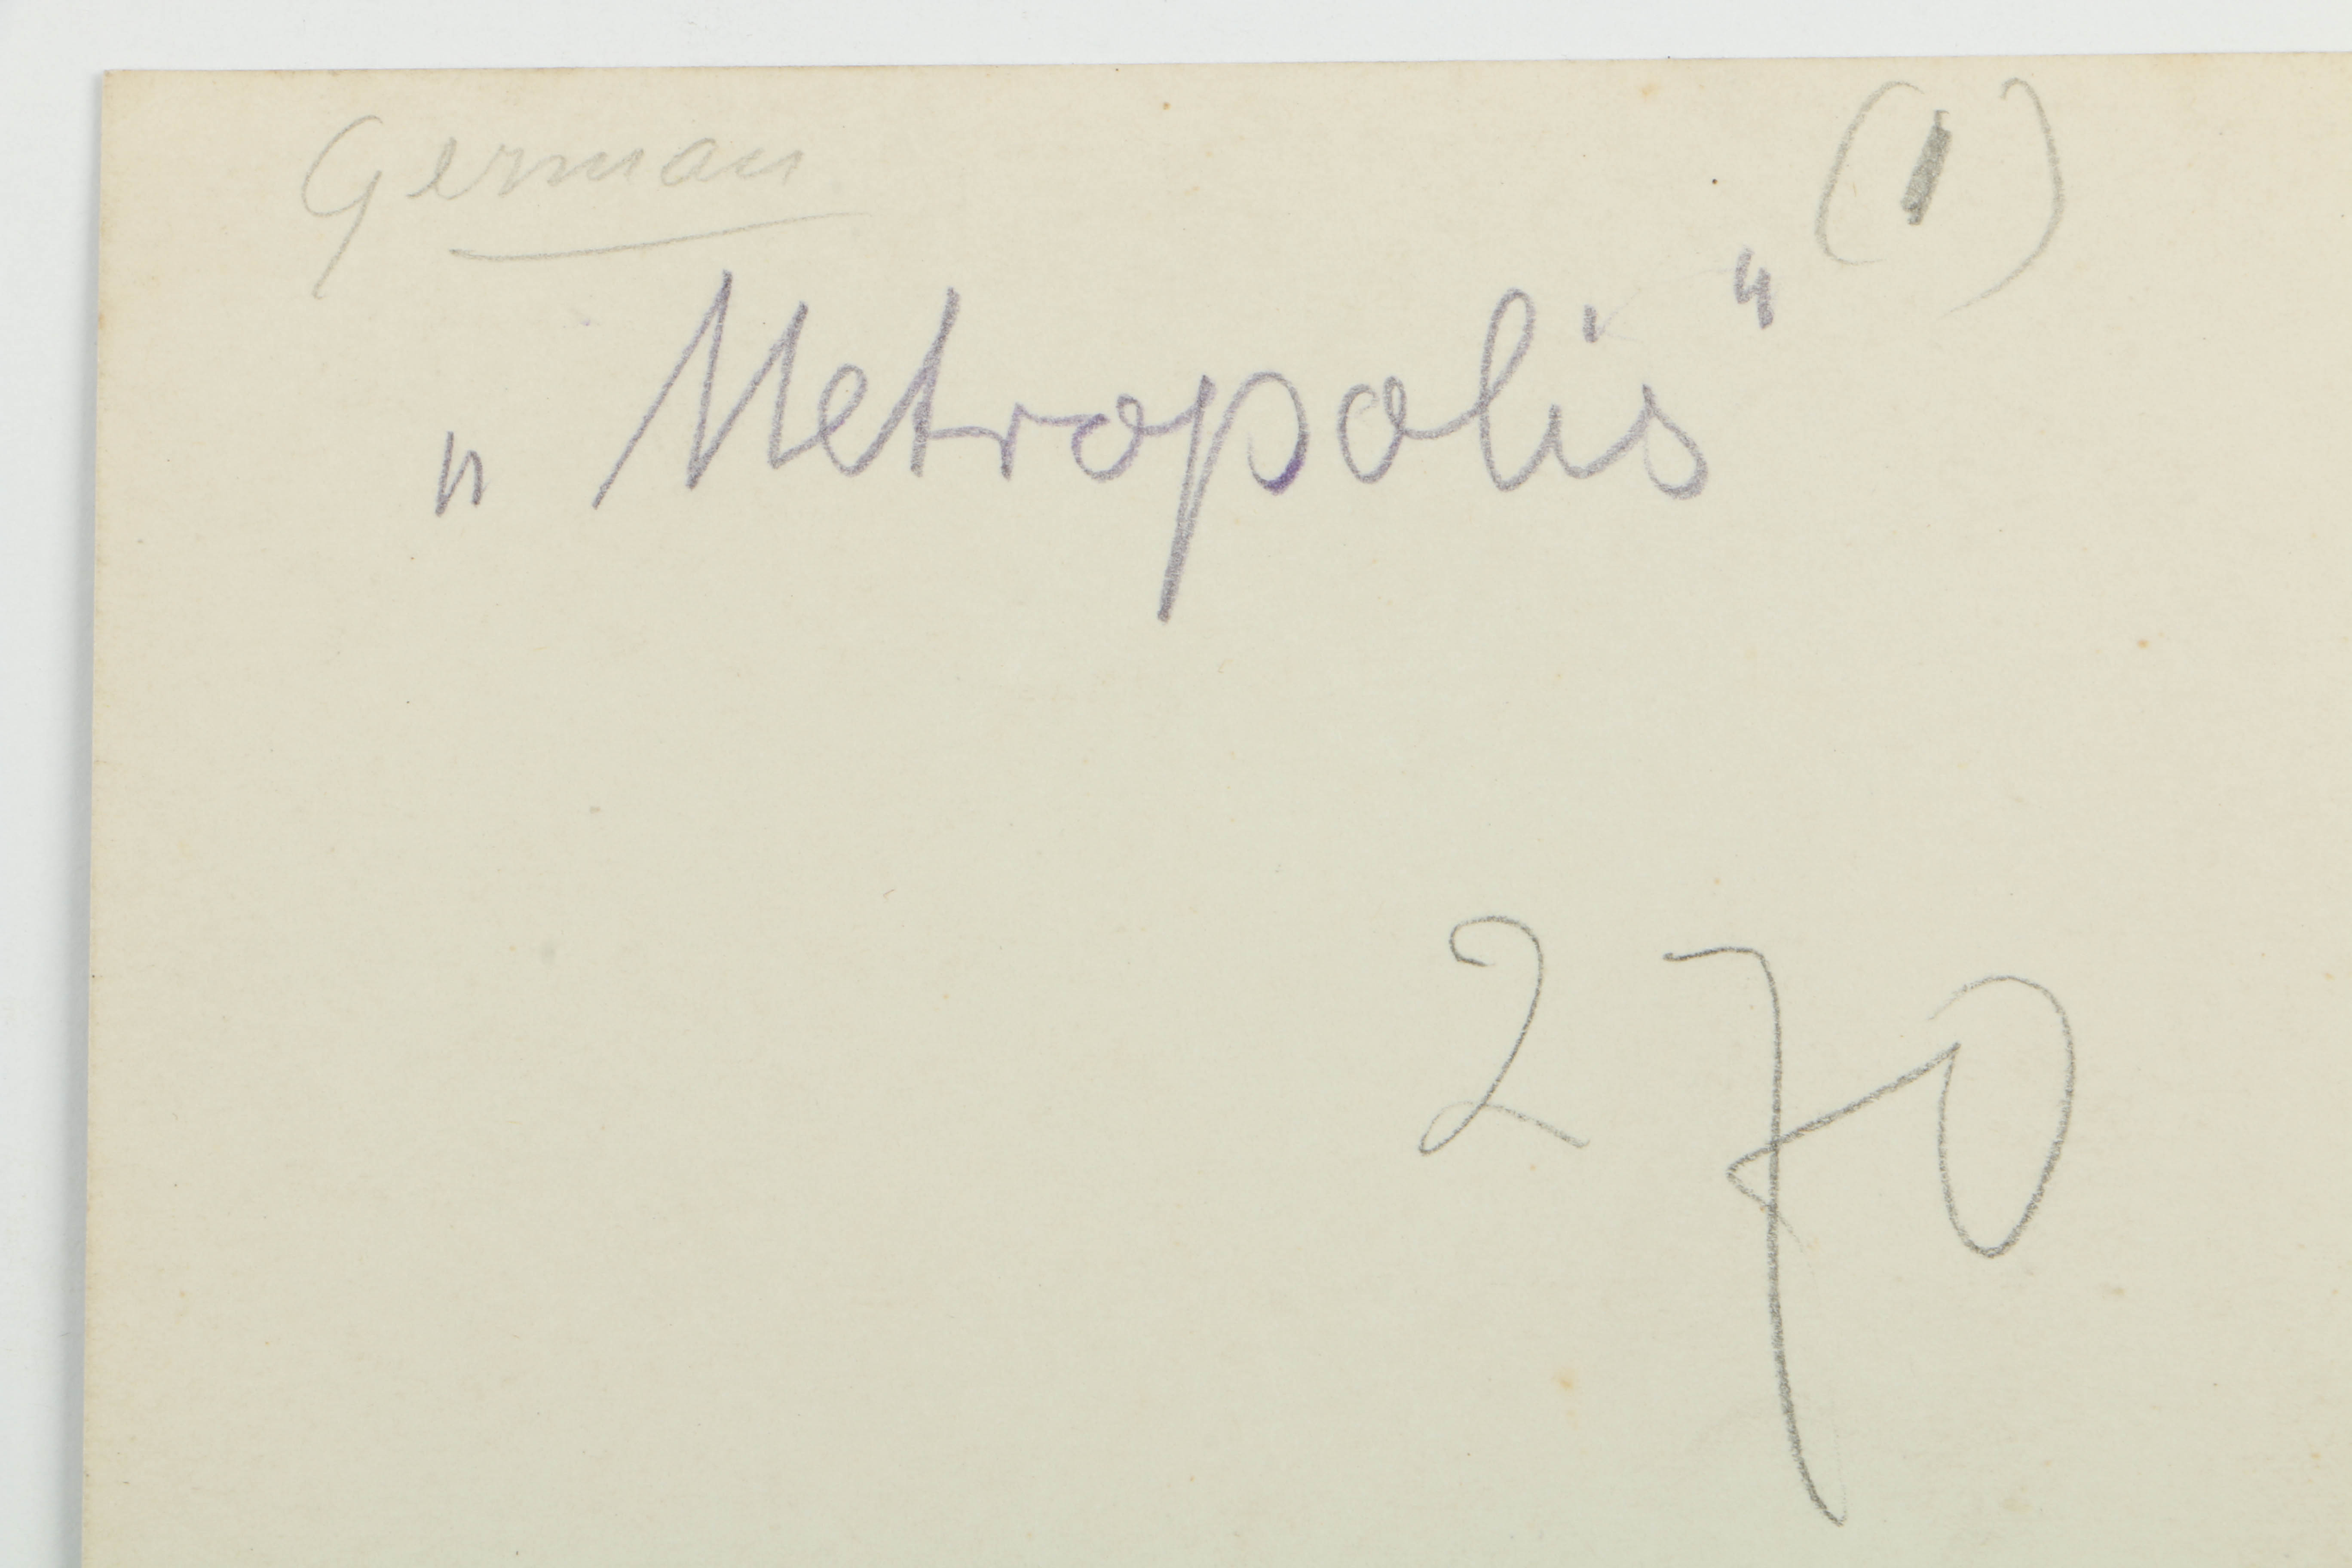 German
(1)
„Metropolis“
270